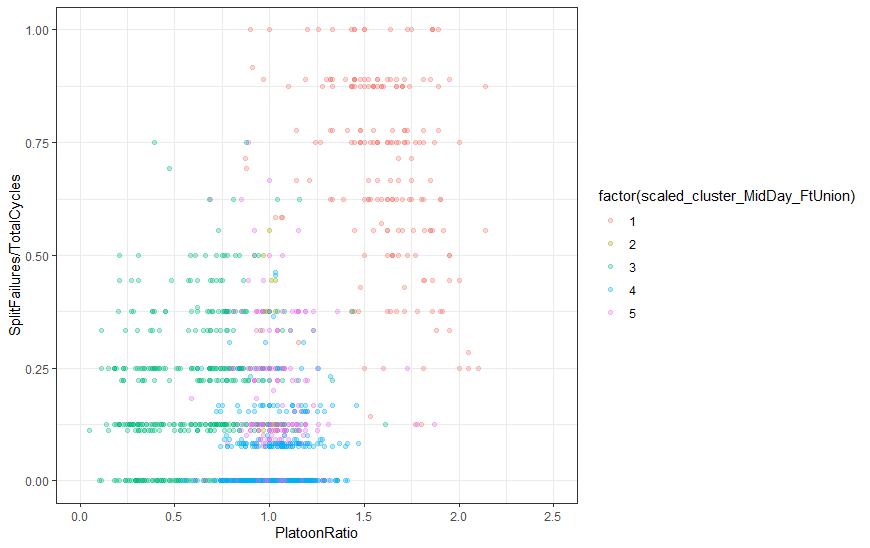 1.00
0.75
0.50
0.25
0.00
SplitFailures/TotalCycles
0.0 0.5 1.0 1.5 2.0 2.5
PlatoonRatio
factor(scaled_cluster_MidDay_FtUnion)
1
2
3
4
5